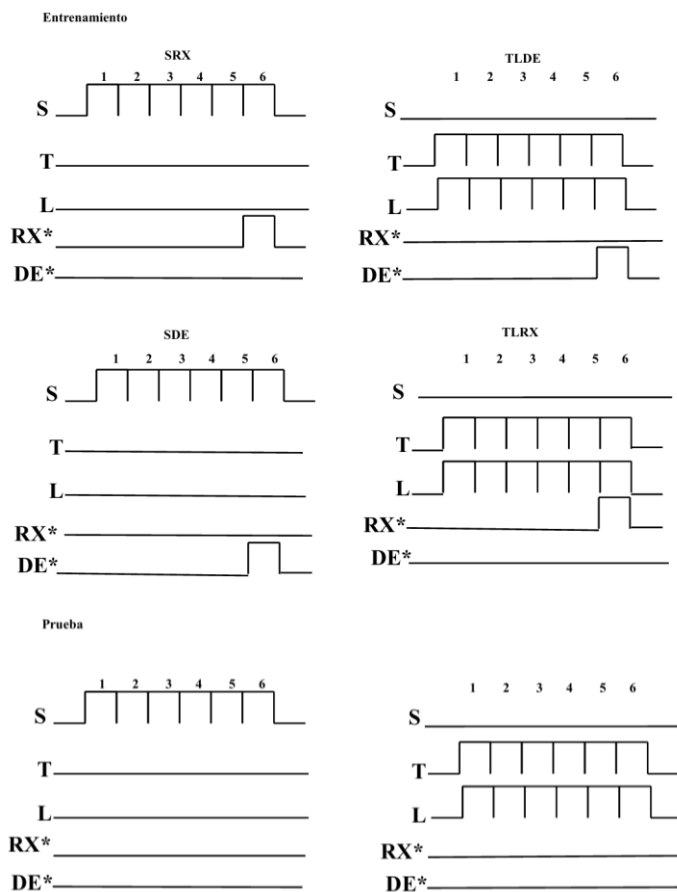 Entrenamiento
SRX
1 2 3 4 5 6
S
T
L
RX*
DE*
TLDE
1 2 3 4 5 6
S
T
L
RX*
DE*
SDE
1 2 3 4 5 6
S
T
L
RX*
DE*
TLRX
1 2 3 4 5 6
S
T
L
RX*
DE*
Prueba
1 2 3 4 5 6
S
T
L
RX*
DE*
1 2 3 4 5 6
S
T
L
RX*
DE*